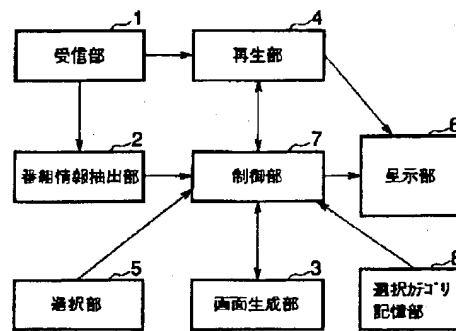 1
受信部
4
再生部
2
番組情報抽出部
7
制御部
6
呈示部
5
選択部
3
画面生成部
8
選択カテゴリ
記憶部